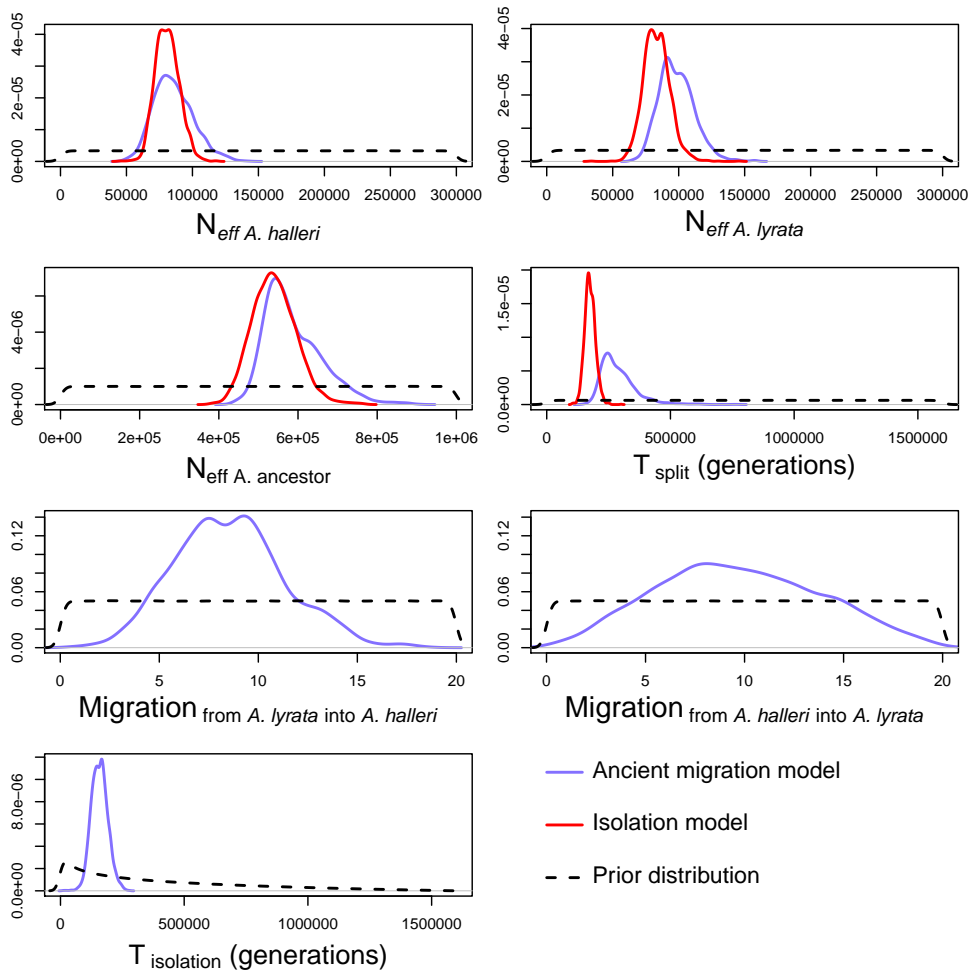 0e+00 2e-05 4e-05
0 50000 100000 150000 200000 250000 300000
Neff A. halleri
0e+00 2e-05 4e-05
0 50000 100000 150000 200000 250000 300000
Neff A. lyrata
0e+00 4e-06
0e+00 2e+05 4e+05 6e+05 8e+05 1e+06
Neff A. ancestor
0.0e+00 1.5e-05
0 500000 1000000 1500000
T split (generations)
0.00 0.06 0.12
0 5 10 15 20
Migration from A. lyrata into A. halleri
0.00 0.06 0.12
0 5 10 15 20
Migration from A. halleri into A. lyrata
0.0e+00 8.0e-06
0 500000 1000000 1500000
T isolation (generations)
Ancient migration model
Isolation model
Prior distribution